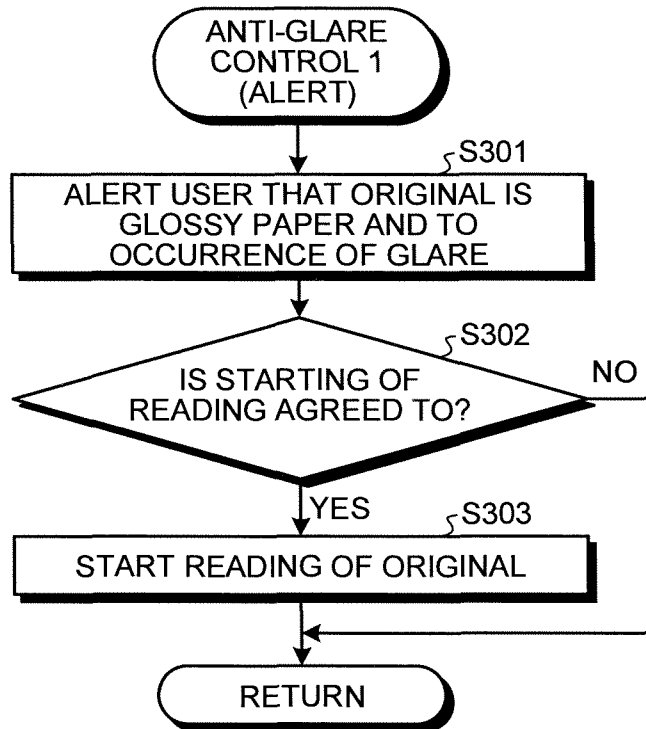 ANTI-GLARE
CONTROL 1
(ALERT)
S301
ALERT USER THAT ORIGINAL IS
GLOSSY PAPER AND TO
OCCURRENCE OF GLARE
S302
IS STARTING OF
READING AGREED TO?
NO
YES
S303
START READING OF ORIGINAL
RETURN